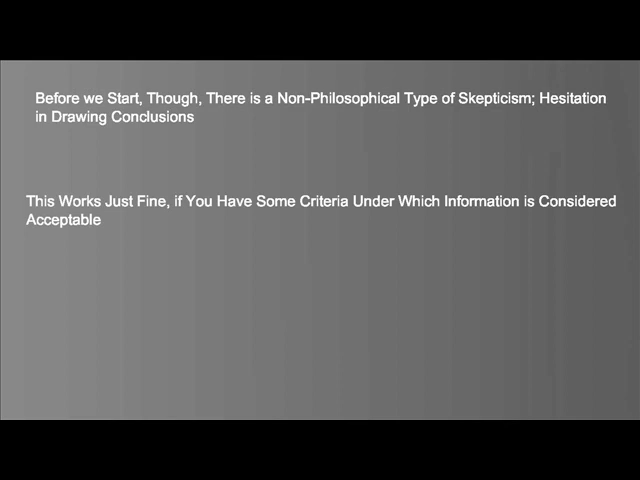 Before we Start, Though, There is a Non-Philosophical Type of Skepticism; Hesitation
in Drawing Conclusions
This Works Just Fine, if You Have Some Criteria Under Which Information is Considered
Acceptable